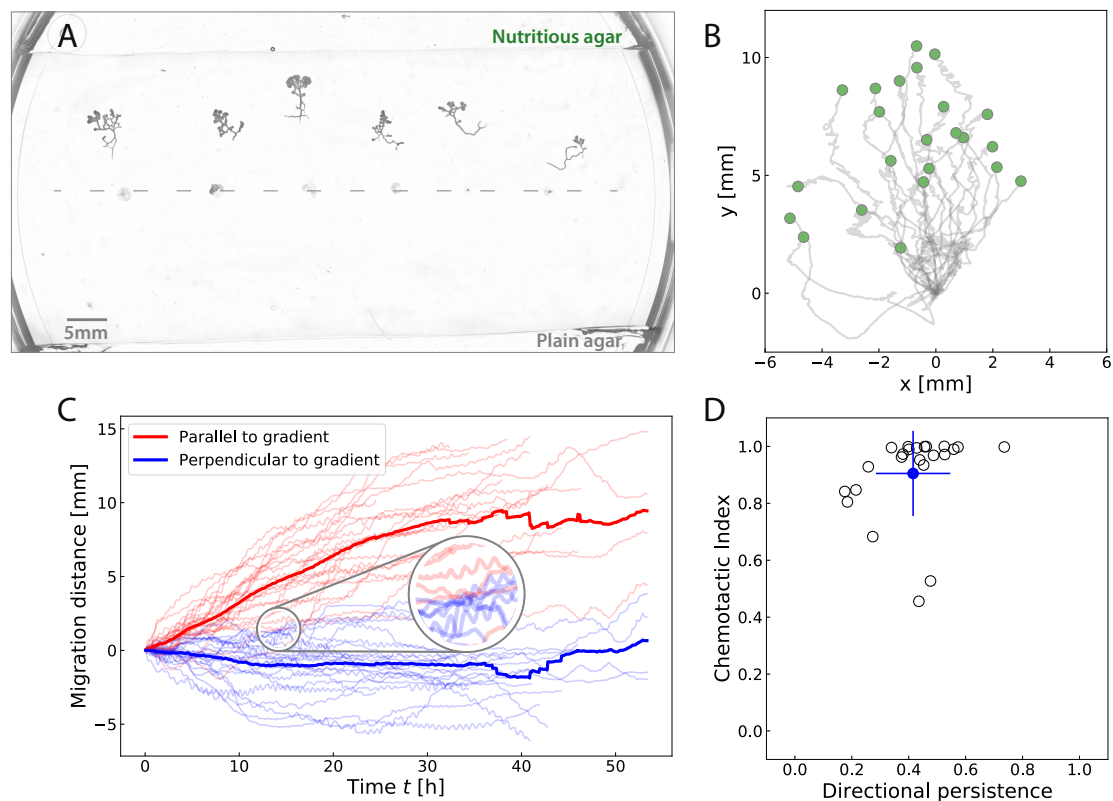 A
Nutritious agar
5mm
Plain agar
B
y [mm]
10
5
0
−6
−4
−2
0
2
4
6
x [mm]
C
Parallel to gradient
Perpendicular to gradient
Migration distance [mm]
15
10
5
0
−5
0
10
20
30
40
50
Time t [h]
D
Chemotactic Index
1.0
0.8
0.6
0.4
0.2
0.0
0.0
0.2
0.4
0.6
0.8
1.0
Directional persistence